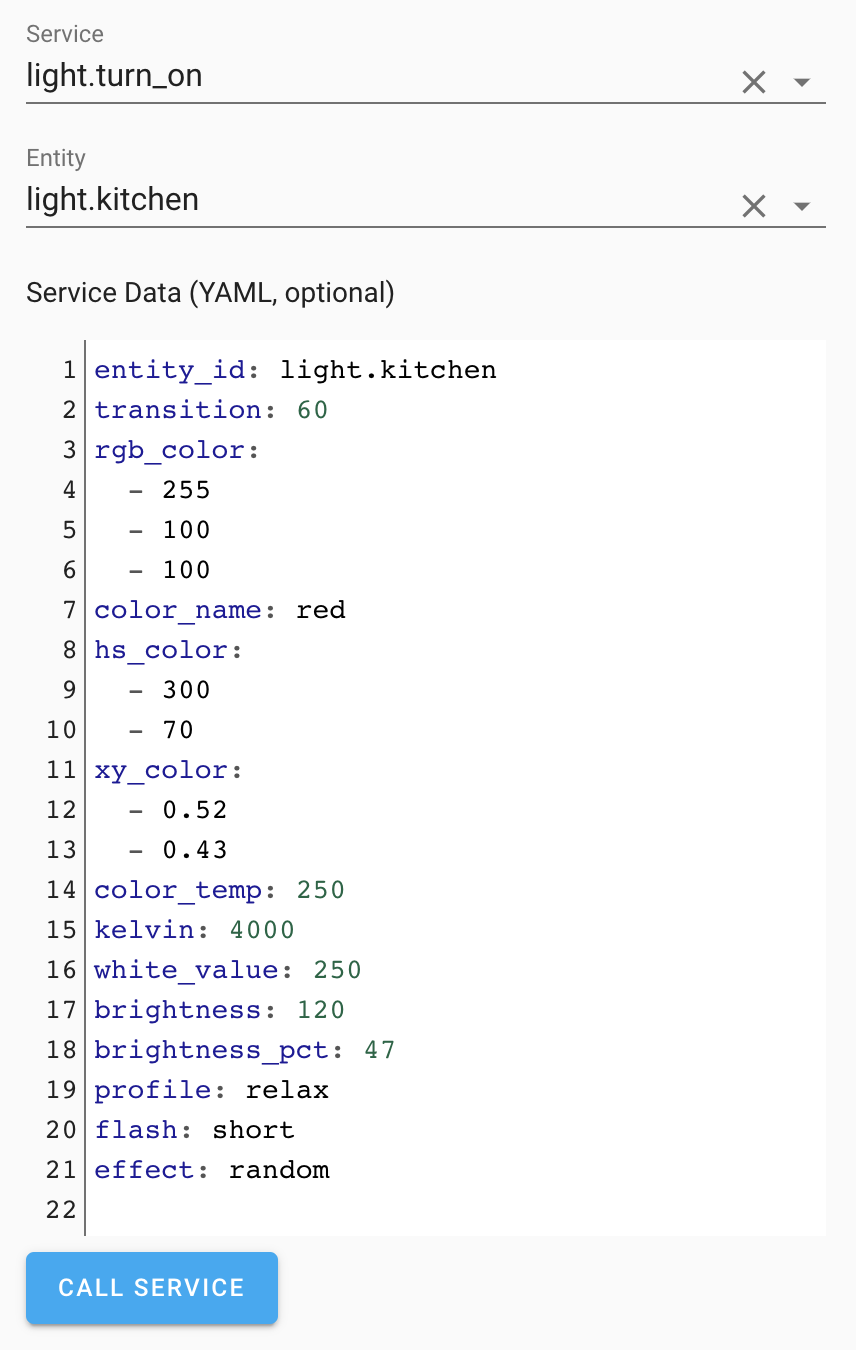 Service
light.turn_on
Entity
light.kitchen
Service Data (YAML, optional)
1 entity_id: light.kitchen
2 transition: 60
3 rgb_color:
4   - 255
5   - 100
6   - 100
7 color_name: red
8 hs_color:
9   - 300
10   - 70
11 xy_color:
12   - 0.52
13   - 0.43
14 color_temp: 250
15 kelvin: 4000
16 white_value: 250
17 brightness: 120
18 brightness_pct: 47
19 profile: relax
20 flash: short
21 effect: random
22
CALL SERVICE